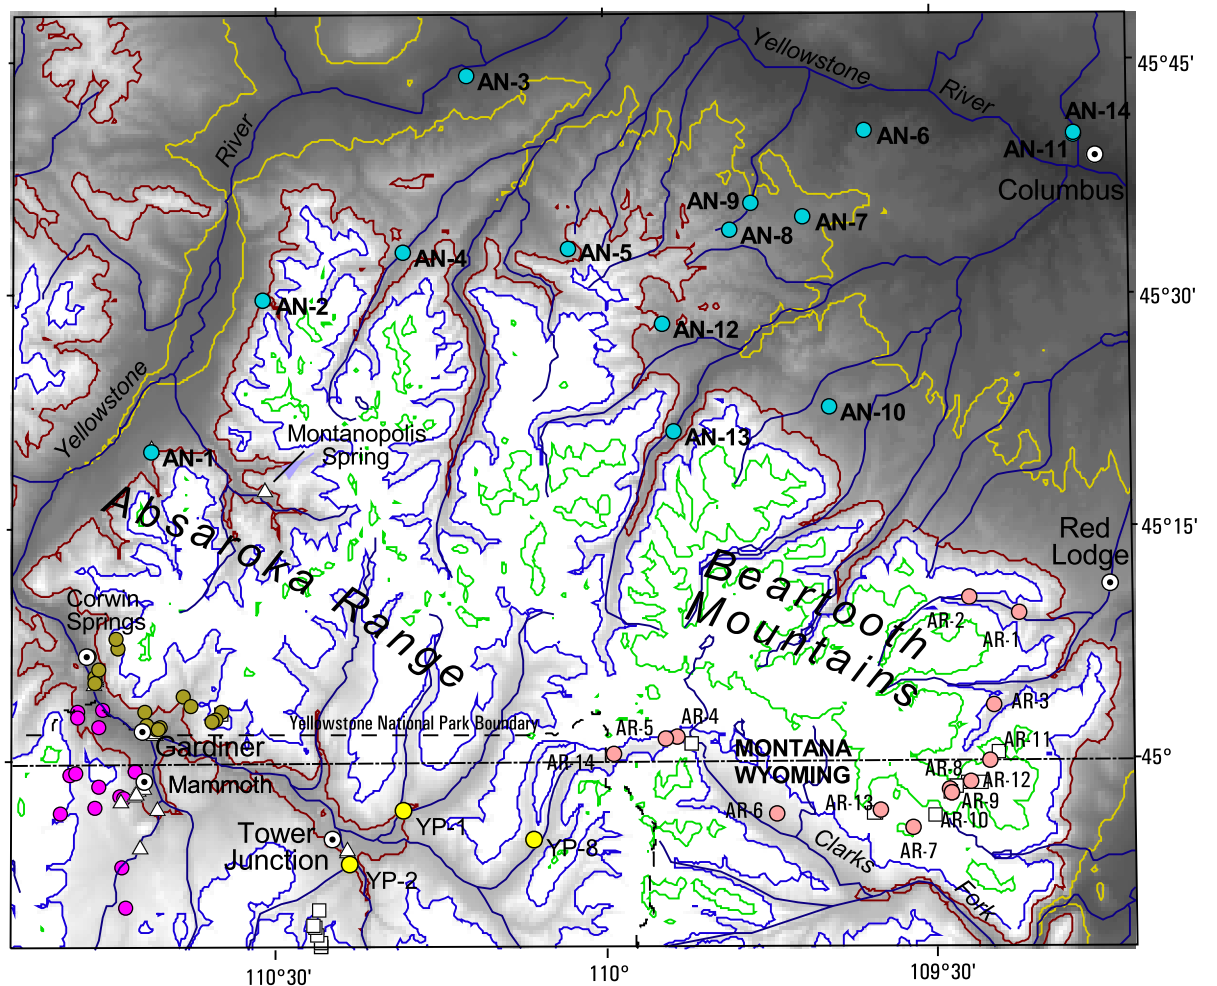 Yellowstone
River
45°45'
AN-3
AN-14
AN-6
AN-11
River
Columbus
AN-9
AN-7
AN-8
AN-4
AN-5
45°30'
AN-2
AN-12
Yellowstone
AN-10
Montanopolis
Spring
AN-13
AN-1
Absaroka Range
45°15'
Red
Lodge
Beartooth
Mountains
Corwin
Springs
AR-2
AR-1
AR-3
Yellowstone National Park Boundary
AR-5
AR-4
AR-11
Gardiner
MONTANA
45°
AR-14
WYOMING
AR-8
AR-12
Mammoth
AR-9
AR-6
AR-13
AR-10
YP-1
Tower
Junction
YP-8
AR-7
Clarks
YP-2
Fork
110°30'
110°
109°30'